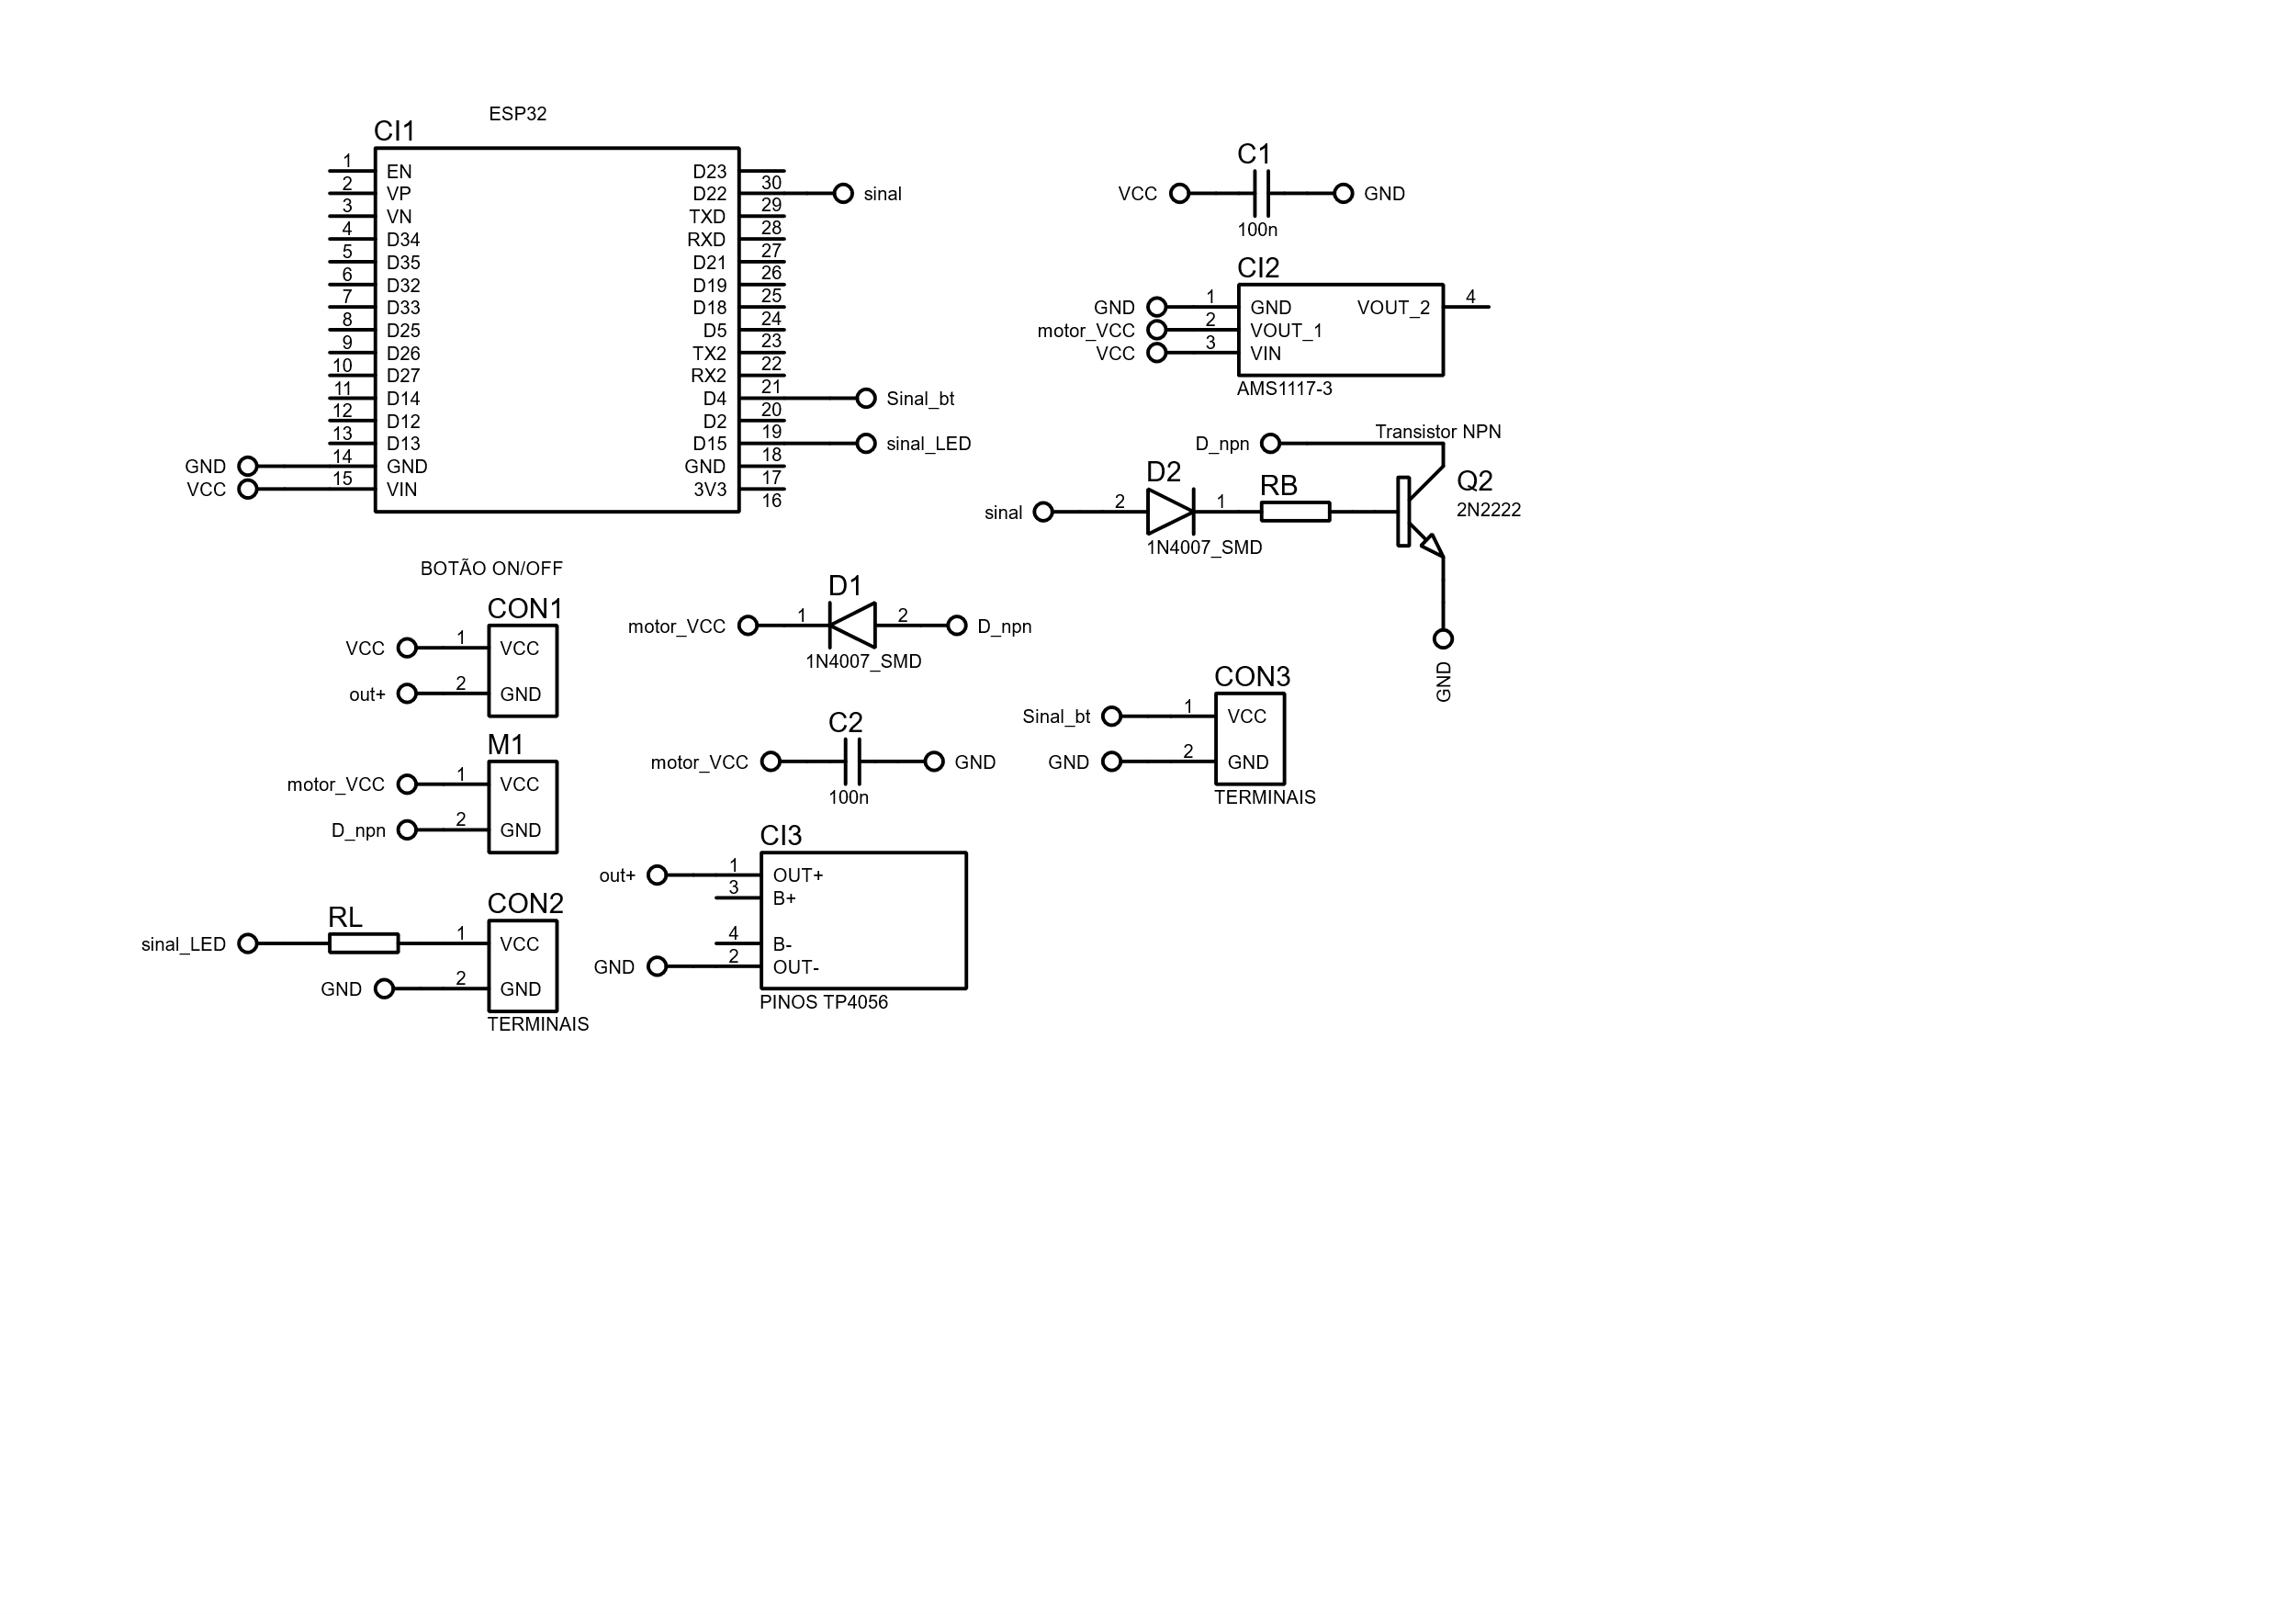 ESP32
CI1
1 EN
2 VP
3 VN
4 D34
5 D35
6 D32
7 D33
8 D25
9 D26
10 D27
11 D14
12 D12
13 D13
GND 14 GND
VCC 15 VIN
D23 30
D22 29 sinal
TXD 28
RXD 27
D21 26
D19 25
D18 24
D5 23
TX2 22
RX2 21
D4 20 Sinal_bt
D2 19
D15 18 sinal_LED
GND 17
3V3 16
C1
VCC GND
100n
CI2
GND 1 GND VOUT_2 4
motor_VCC 2 VOUT_1
VCC 3 VIN
AMS1117-3
D_npn Transistor NPN
D2 RB Q2
2N2222
sinal 2 1
1N4007_SMD
GND
BOTÃO ON/OFF
CON1
VCC 1 VCC
out+ 2 GND
D1
motor_VCC 1 2 D_npn
1N4007_SMD
M1
motor_VCC 1 VCC
D_npn 2 GND
C2
motor_VCC GND
100n
CON3
Sinal_bt 1 VCC
GND 2 GND
TERMINAIS
CI3
out+ 1 OUT+
3 B+
4 B-
GND 2 OUT-
PINOS TP4056
RL CON2
sinal_LED 1 VCC
GND 2 GND
TERMINAIS